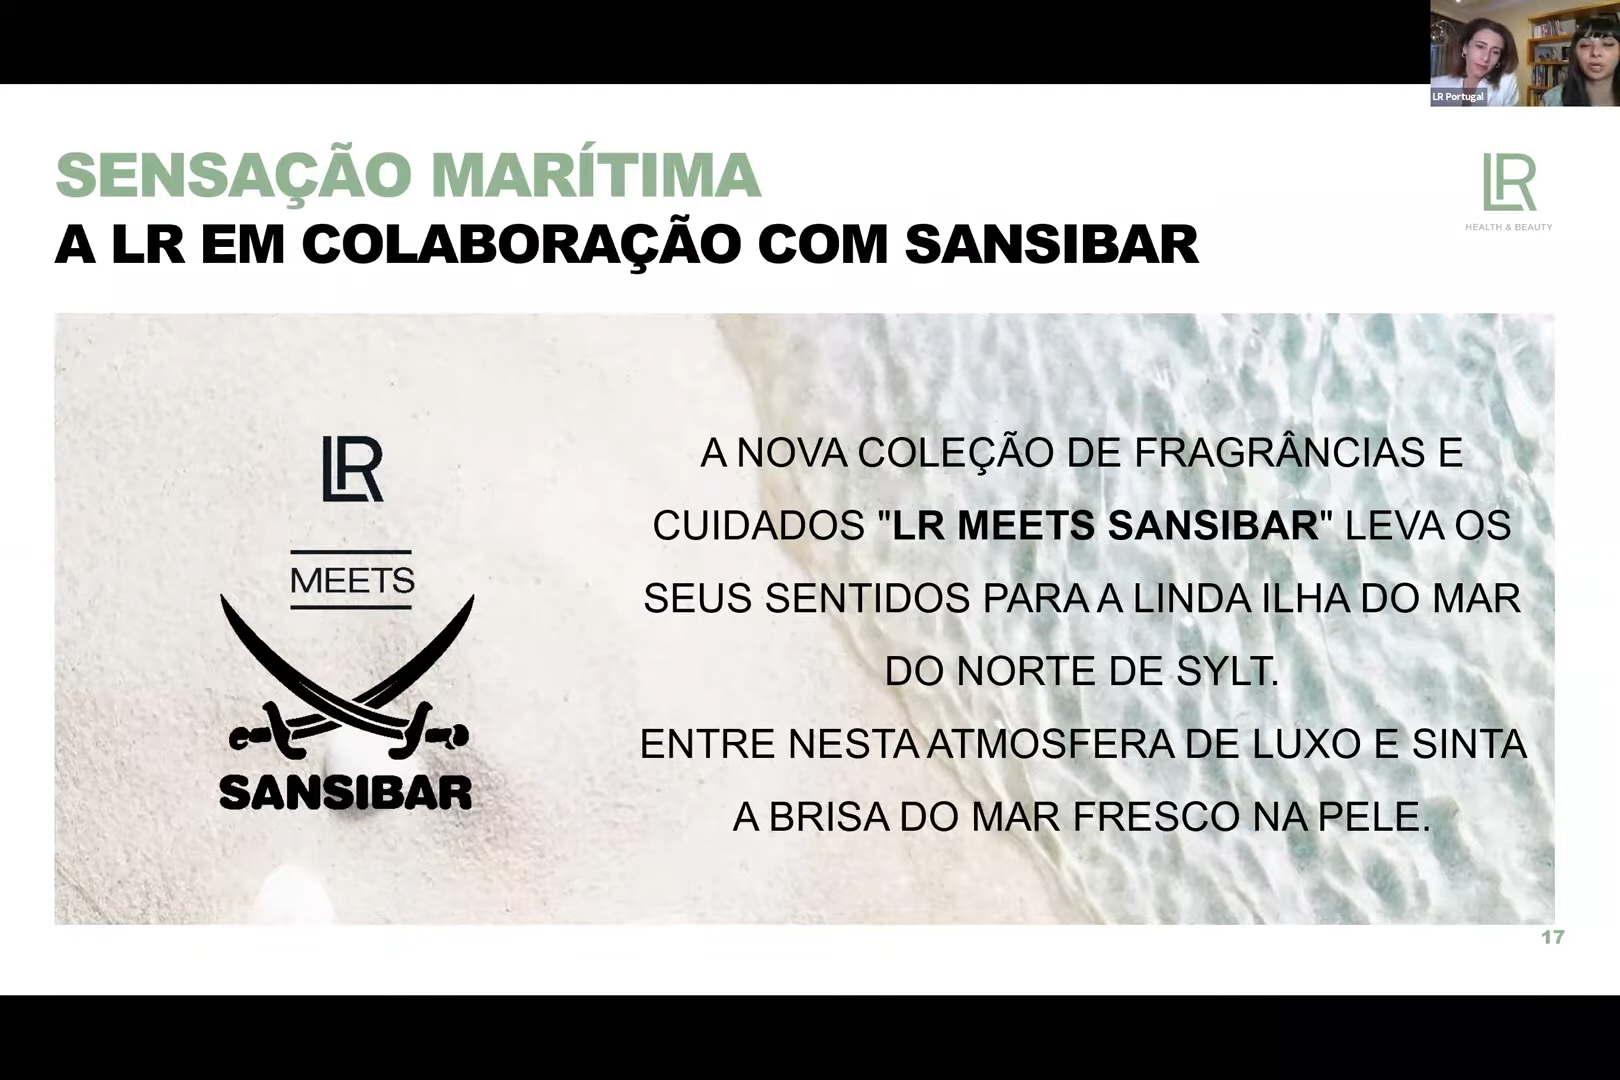 LR Portugal
SENSAÇÃO MARÍTIMA
A LR EM COLABORAÇÃO COM SANSIBAR
LR
HEALTH & BEAUTY
LR
MEETS
SANSIBAR
A NOVA COLEÇÃO DE FRAGRÂNCIAS E
CUIDADOS "LR MEETS SANSIBAR" LEVA OS
SEUS SENTIDOS PARA A LINDA ILHA DO MAR
DO NORTE DE SYLT.
ENTRE NESTA ATMOSFERA DE LUXO E SINTA
A BRISA DO MAR FRESCO NA PELE.
17